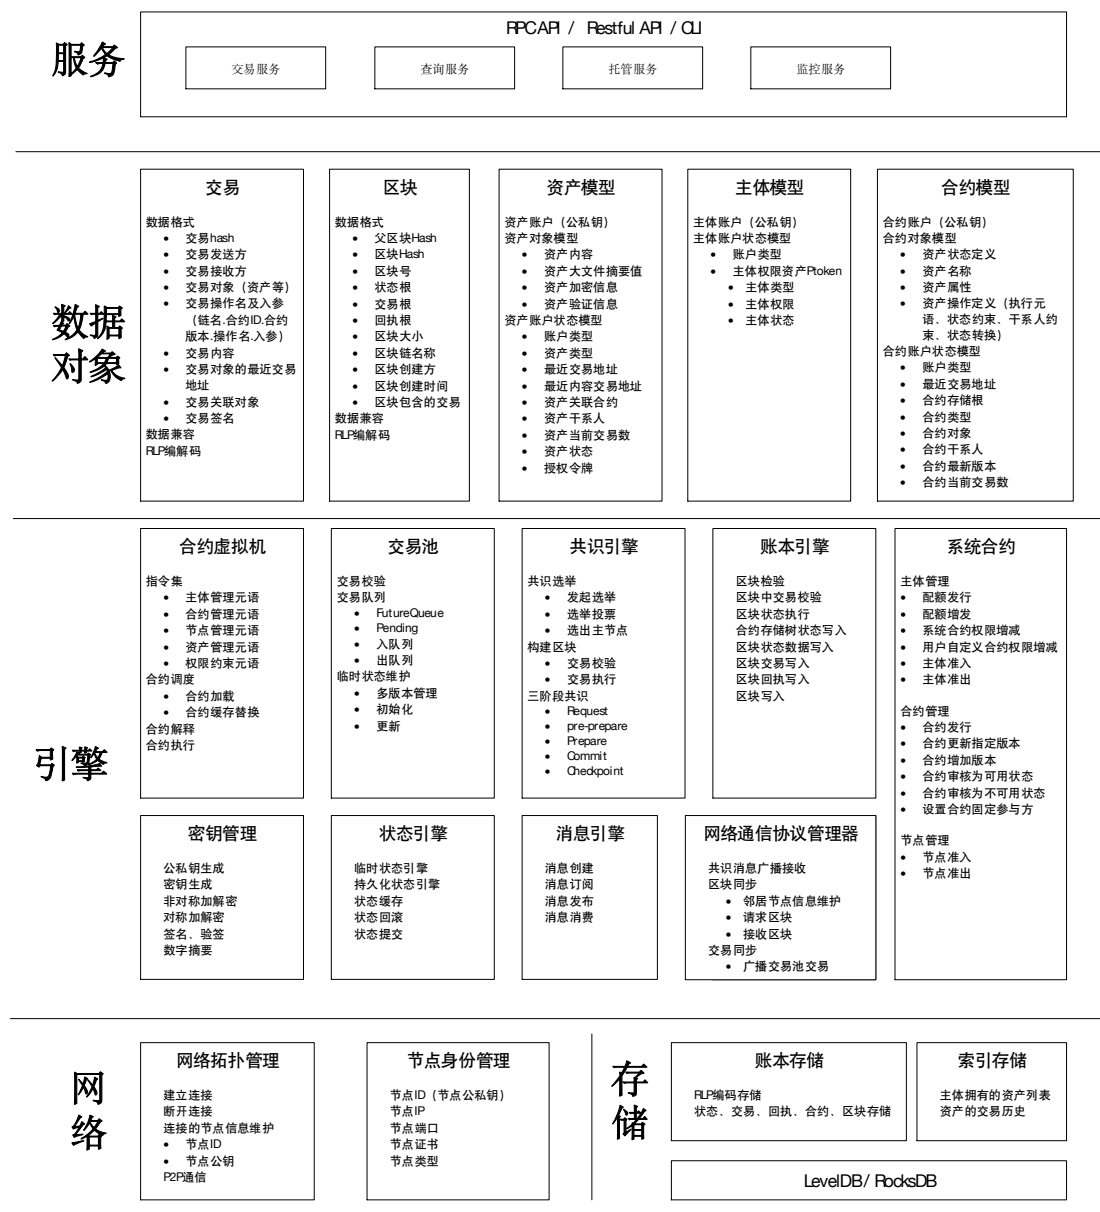 服务
RPC API / Restful API / CLI
交易服务
查询服务
托管服务
监控服务
数据
对象
交易
数据格式
• 交易hash
• 交易发送方
• 交易接收方
• 交易对象（资产等）
• 交易操作名及入参
（链名.合约ID.合约
版本.操作名.入参）
• 交易内容
• 交易对象的最近交易
地址
• 交易关联对象
• 交易签名
数据兼容
RLP编解码
区块
数据格式
• 父区块Hash
• 区块Hash
• 区块号
• 状态根
• 交易根
• 回执根
• 区块大小
• 区块链名称
• 区块创建方
• 区块创建时间
• 区块包含的交易
数据兼容
RLP编解码
资产模型
资产账户（公私钥）
资产对象模型
• 资产内容
• 资产大文件摘要值
• 资产加密信息
• 资产验证信息
资产账户状态模型
• 账户类型
• 资产类型
• 最近交易地址
• 最近内容交易地址
• 资产关联合约
• 资产干系人
• 资产当前交易数
• 资产状态
• 授权令牌
主体模型
主体账户（公私钥）
主体账户状态模型
• 账户类型
• 主体权限资产Ptoken
• 主体类型
• 主体权限
• 主体状态
合约模型
合约账户（公私钥）
合约对象模型
• 资产状态定义
• 资产名称
• 资产属性
• 资产操作定义（执行元
语、状态约束、干系人约
束、状态转换）
合约账户状态模型
• 账户类型
• 最近交易地址
• 合约存储根
• 合约类型
• 合约对象
• 合约干系人
• 合约最新版本
• 合约当前交易数
引擎
合约虚拟机
指令集
• 主体管理元语
• 合约管理元语
• 节点管理元语
• 资产管理元语
• 权限约束元语
合约调度
• 合约加载
• 合约缓存替换
合约解释
合约执行
交易池
交易校验
交易队列
• FutureQueue
• Pending
• 入队列
• 出队列
临时状态维护
• 多版本管理
• 初始化
• 更新
共识引擎
共识选举
• 发起选举
• 选举投票
• 选出主节点
构建区块
• 交易校验
• 交易执行
三阶段共识
• Request
• pre-prepare
• Prepare
• Commit
• Checkpoint
账本引擎
区块检验
区块中交易校验
区块状态执行
合约存储树状态写入
区块状态数据写入
区块交易写入
区块回执写入
区块写入
系统合约
主体管理
• 配额发行
• 配额增发
• 系统合约权限增减
• 用户自定义合约权限增减
• 主体准入
• 主体准出
合约管理
• 合约发行
• 合约更新指定版本
• 合约增加版本
• 合约审核为可用状态
• 合约审核为不可用状态
• 设置合约固定参与方
节点管理
• 节点准入
• 节点准出
密钥管理
公私钥生成
密钥生成
非对称加解密
对称加解密
签名、验签
数字摘要
状态引擎
临时状态引擎
持久化状态引擎
状态缓存
状态回滚
状态提交
消息引擎
消息创建
消息订阅
消息发布
消息消费
网络通信协议管理器
共识消息广播接收
区块同步
• 邻居节点信息维护
• 请求区块
• 接收区块
交易同步
• 广播交易池交易
网
络
网络拓扑管理
建立连接
断开连接
连接的节点信息维护
• 节点ID
• 节点公钥
P2P通信
节点身份管理
节点ID（节点公私钥）
节点IP
节点端口
节点证书
节点类型
存
储
账本存储
RLP编码存储
状态、交易、回执、合约、区块存储
索引存储
主体拥有的资产列表
资产的交易历史
LevelDB/ RocksDB